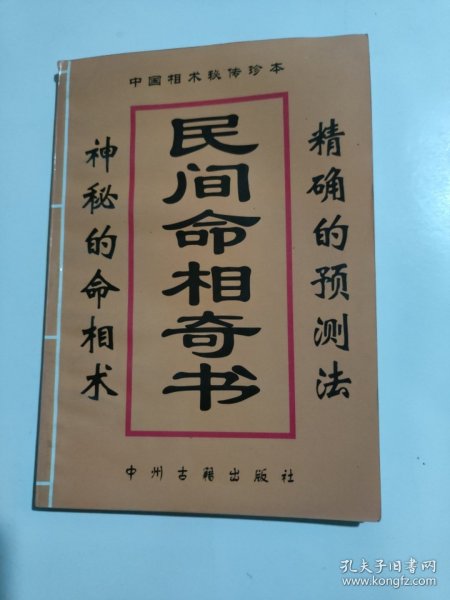 中国相术秘传珍本
精确的预测法
民间命相奇书
神秘的命相术
中州古籍出版社
孔夫子旧书网
www.kongfz.com